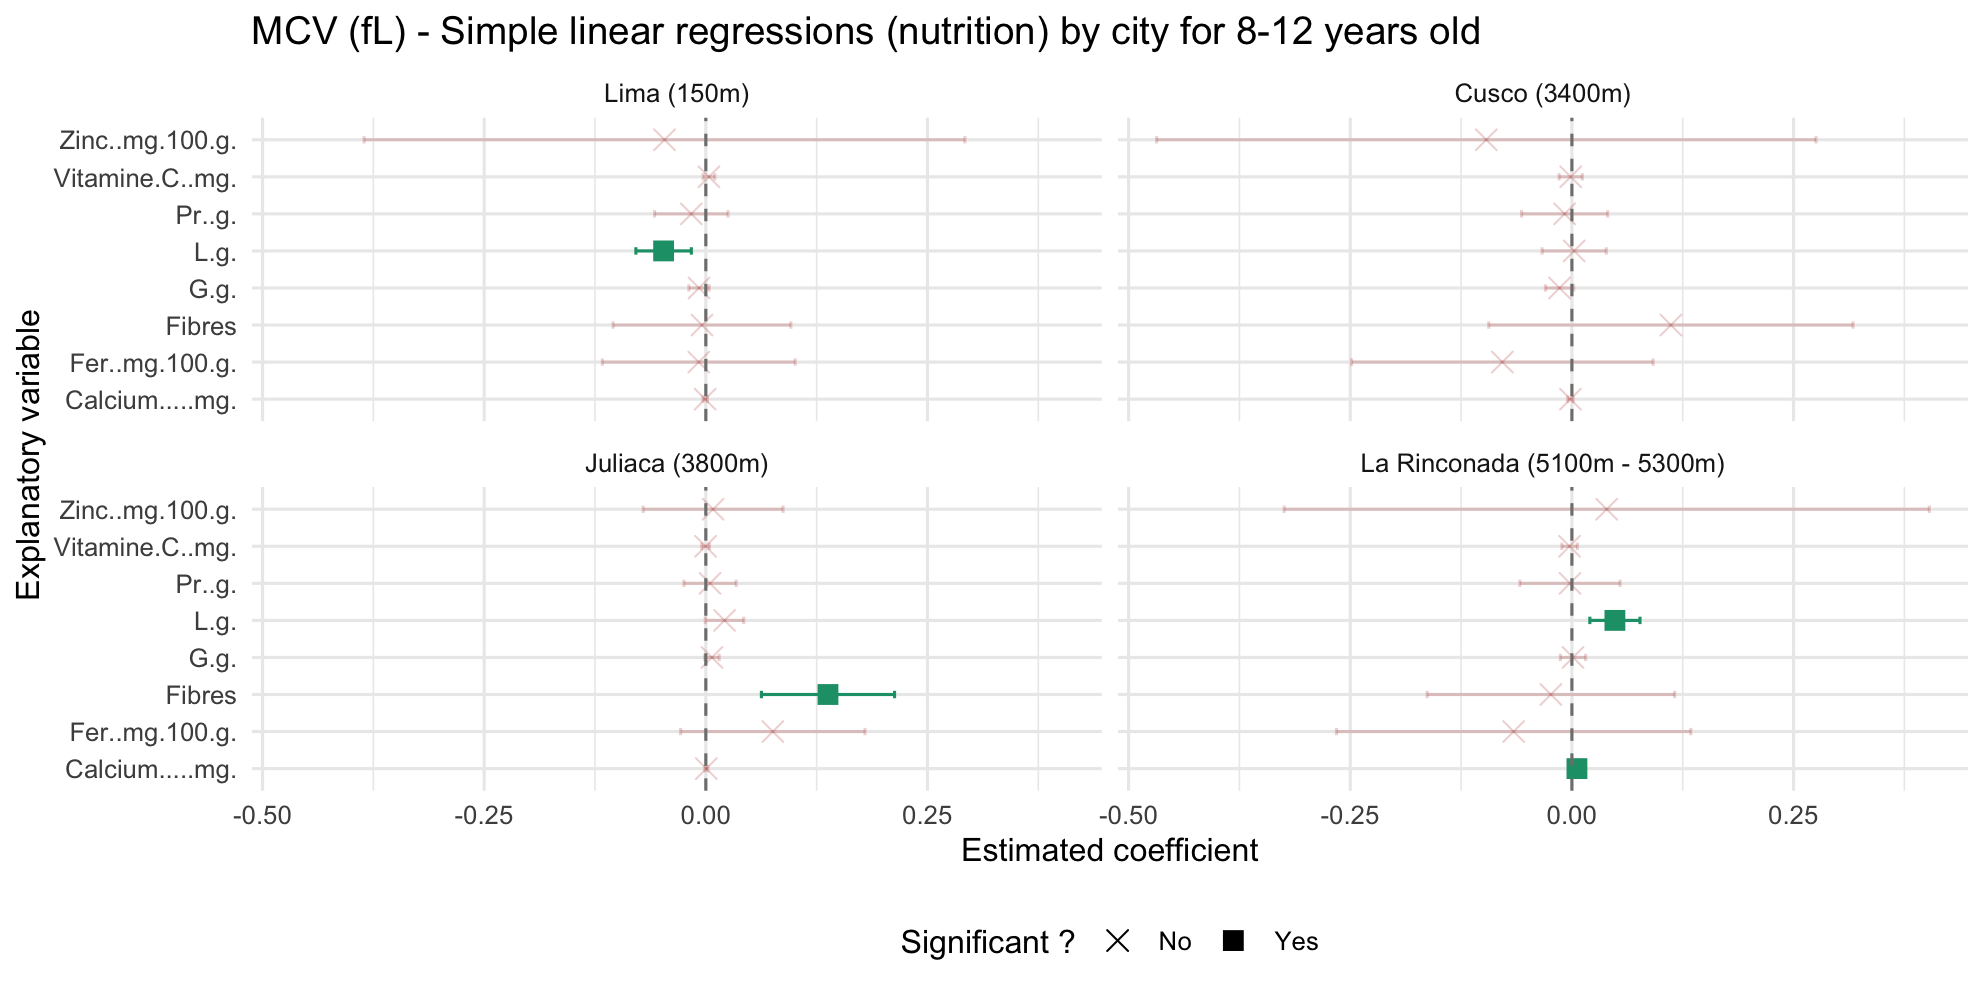 MCV (fL) - Simple linear regressions (nutrition) by city for 8-12 years old
Lima (150m)
Cusco (3400m)
Zinc..mg.100.g.
Vitamine.C..mg.
Pr..g.
L.g.
G.g.
Fibres
Fer..mg.100.g.
Calcium.....mg.
Explanatory variable
Juliaca (3800m)
La Rinconada (5100m - 5300m)
Zinc..mg.100.g.
Vitamine.C..mg.
Pr..g.
L.g.
G.g.
Fibres
Fer..mg.100.g.
Calcium.....mg.
-0.50 -0.25 0.00 0.25 -0.50 -0.25 0.00 0.25
Estimated coefficient
Significant ? No Yes